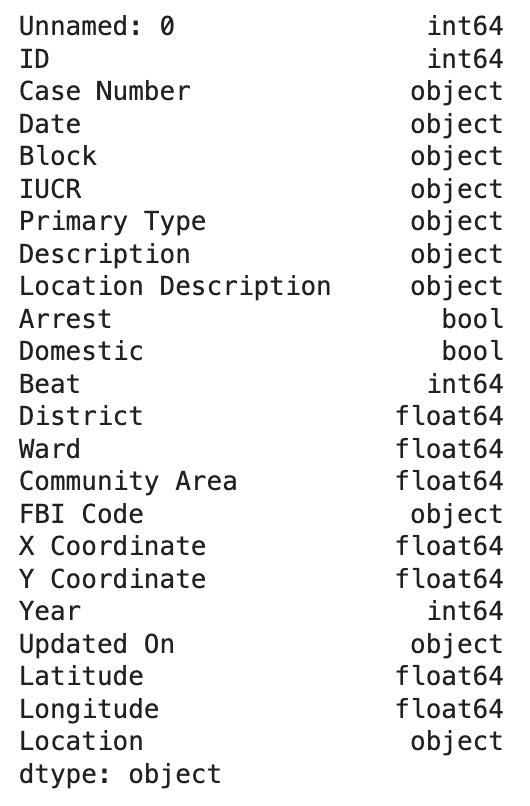 Unnamed: 0 int64
ID int64
Case Number object
Date object
Block object
IUCR object
Primary Type object
Description object
Location Description object
Arrest bool
Domestic bool
Beat int64
District float64
Ward float64
Community Area float64
FBI Code object
X Coordinate float64
Y Coordinate float64
Year int64
Updated On object
Latitude float64
Longitude float64
Location object
dtype: object